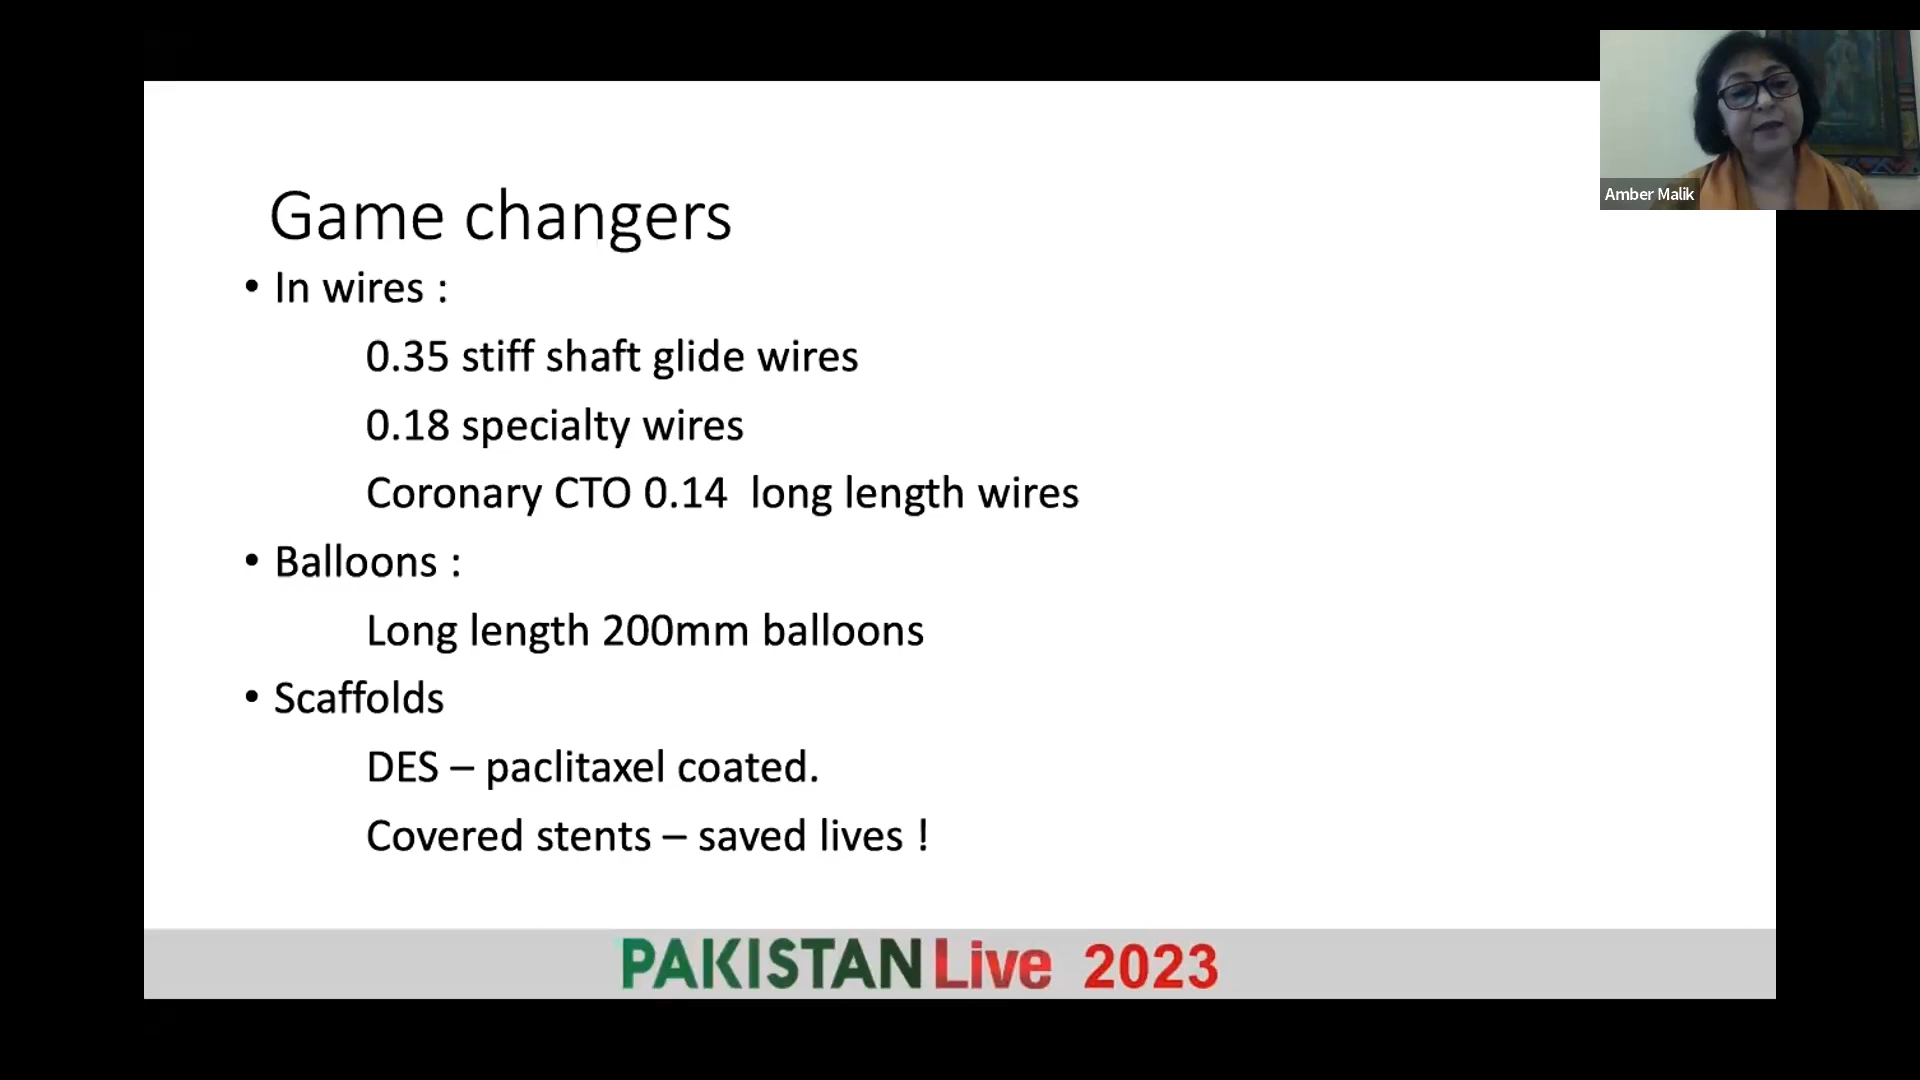 Amber Malik
Game changers
• In wires :
0.35 stiff shaft glide wires
0.18 specialty wires
Coronary CTO 0.14 long length wires
• Balloons :
Long length 200mm balloons
• Scaffolds
DES – paclitaxel coated.
Covered stents – saved lives !
PAKISTAN Live 2023